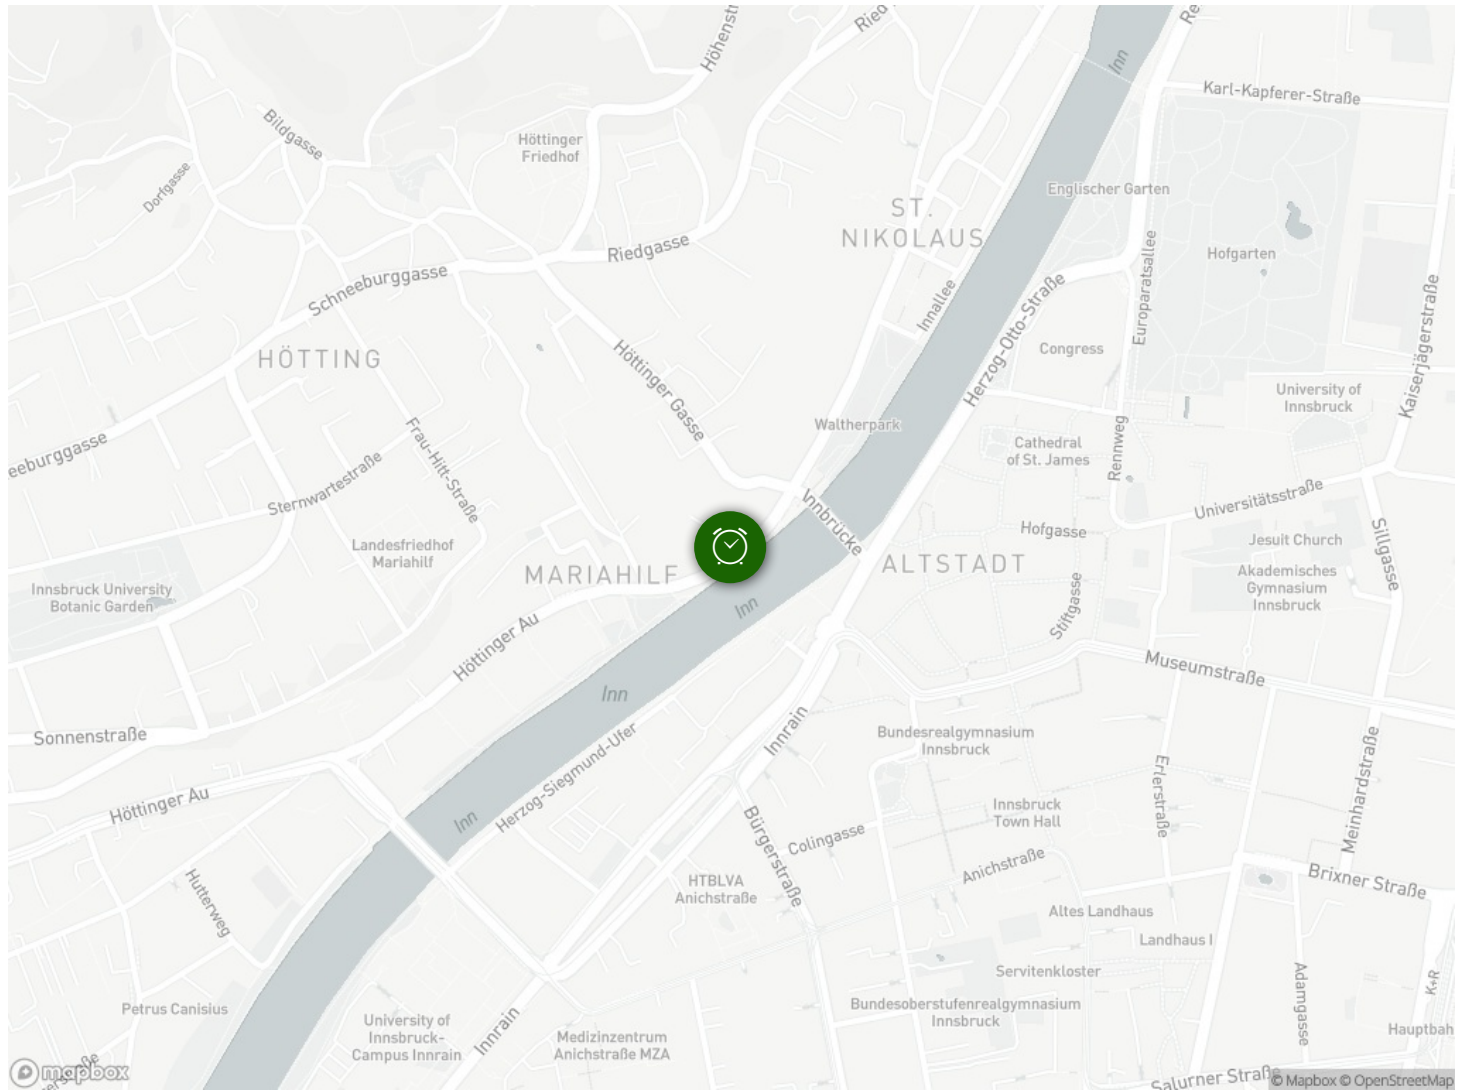 Inn
Karl-Kapferer-Straße
Höhenst
Ried
Re
Bildgasse
Höttinger
Friedhof
Dorfgasse
Englischer Garten
ST.
NIKOLAUS
Riedgasse
Hofgarten
Schneeburggasse
Innallee
Herzog-Otto-Straße
Europaratsallee
Kaiserjägerstraße
HÖTTING
Höttinger Gasse
Congress
University of
Innsbruck
Waltherpark
Frau-Hitt-Straße
Rennweg
Cathedral
of St. James
eeburggasse
Sternwartestraße
Innbrücke
Universitätsstraße
Hofgasse
Sillgasse
Jesuit Church
Landesfriedhof
Mariahilf
MARIAHILF
ALTSTADT
Akademisches
Gymnasium
Innsbruck
Innsbruck University
Botanic Garden
Inn
Stiftgasse
Höttinger Au
Museumstraße
Inn
Sonnenstraße
Innrain
Bundesrealgymnasium
Innsbruck
Herzog-Siegmund-Ufer
Erlerstraße
Meinhardstraße
Höttinger Au
Inn
Innsbruck
Town Hall
Bürgerstraße
Colingasse
Anichstraße
HTBLVA
Anichstraße
Brixner Straße
Hutterweg
Altes Landhaus
Landhaus I
Servitenkloster
Adamgasse
K+R
Petrus Canisius
Bundesoberstufenrealgymnasium
Innsbruck
University of
Innsbruck-
Campus Innrain
Innrain
Medizinzentrum
Anichstraße MZA
Hauptbah
erstraße
mapbox
Salurner Straße
© Mapbox © OpenStreetMap